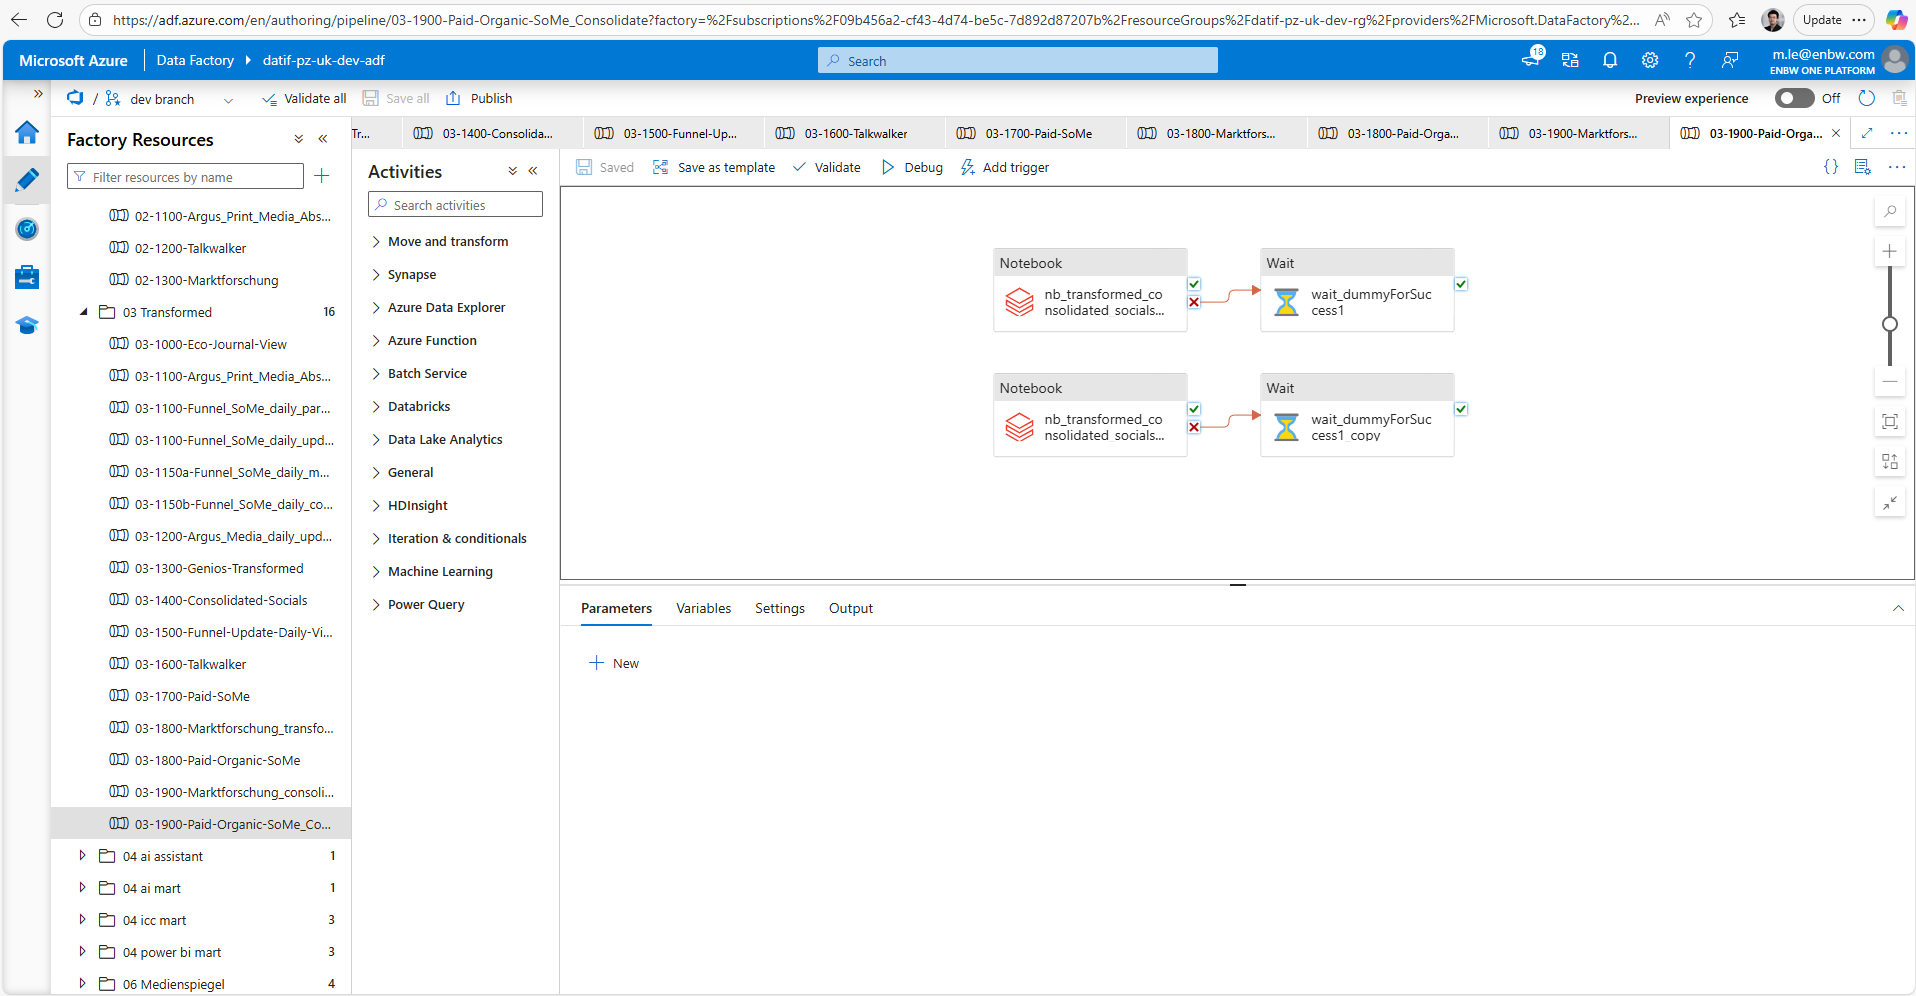 https://adf.azure.com/en/authoring/pipeline/03-1900-Paid-Organic-SoMe_Consolidate?factory=%2Fsubscriptions%2F09b456a2-cf43-4d74-be5c-7d892d87207b%2FresourceGroups%2Fdatif-pz-uk-dev-rg%2Fproviders%2FMicrosoft.DataFactory%2...
Update
Microsoft Azure
Data Factory
datif-pz-uk-dev-adf
Search
18
m.le@enbw.com
ENBW ONE PLATFORM
/
dev branch
Validate all
Save all
Publish
Preview experience
Off
Factory Resources
Filter resources by name
02-1100-Argus_Print_Media_Abs...
02-1200-Talkwalker
02-1300-Marktforschung
03 Transformed 16
03-1000-Eco-Journal-View
03-1100-Argus_Print_Media_Abs...
03-1100-Funnel_SoMe_daily_par...
03-1100-Funnel_SoMe_daily_upd...
03-1150a-Funnel_SoMe_daily_m...
03-1150b-Funnel_SoMe_daily_co...
03-1200-Argus_Media_daily_upd...
03-1300-Genios-Transformed
03-1400-Consolidated-Socials
03-1500-Funnel-Update-Daily-Vi...
03-1600-Talkwalker
03-1700-Paid-SoMe
03-1800-Marktforschung_transfo...
03-1800-Paid-Organic-SoMe
03-1900-Marktforschung_consoli...
03-1900-Paid-Organic-SoMe_Co...
04 ai assistant 1
04 ai mart 1
04 icc mart 3
04 power bi mart 3
06 Medienspiegel 4
Tr...
03-1400-Consolida...
03-1500-Funnel-Up...
03-1600-Talkwalker
03-1700-Paid-SoMe
03-1800-Marktfors...
03-1800-Paid-Orga...
03-1900-Marktfors...
03-1900-Paid-Orga...
Activities
Search activities
Move and transform
Synapse
Azure Data Explorer
Azure Function
Batch Service
Databricks
Data Lake Analytics
General
HDInsight
Iteration & conditionals
Machine Learning
Power Query
Saved
Save as template
Validate
Debug
Add trigger
{}
Notebook
nb_transformed_co
nsolidated_socials...
Wait
wait_dummyForSuc
cess1
Notebook
nb_transformed_co
nsolidated_socials...
Wait
wait_dummyForSuc
cess1_copy
Parameters
Variables
Settings
Output
New